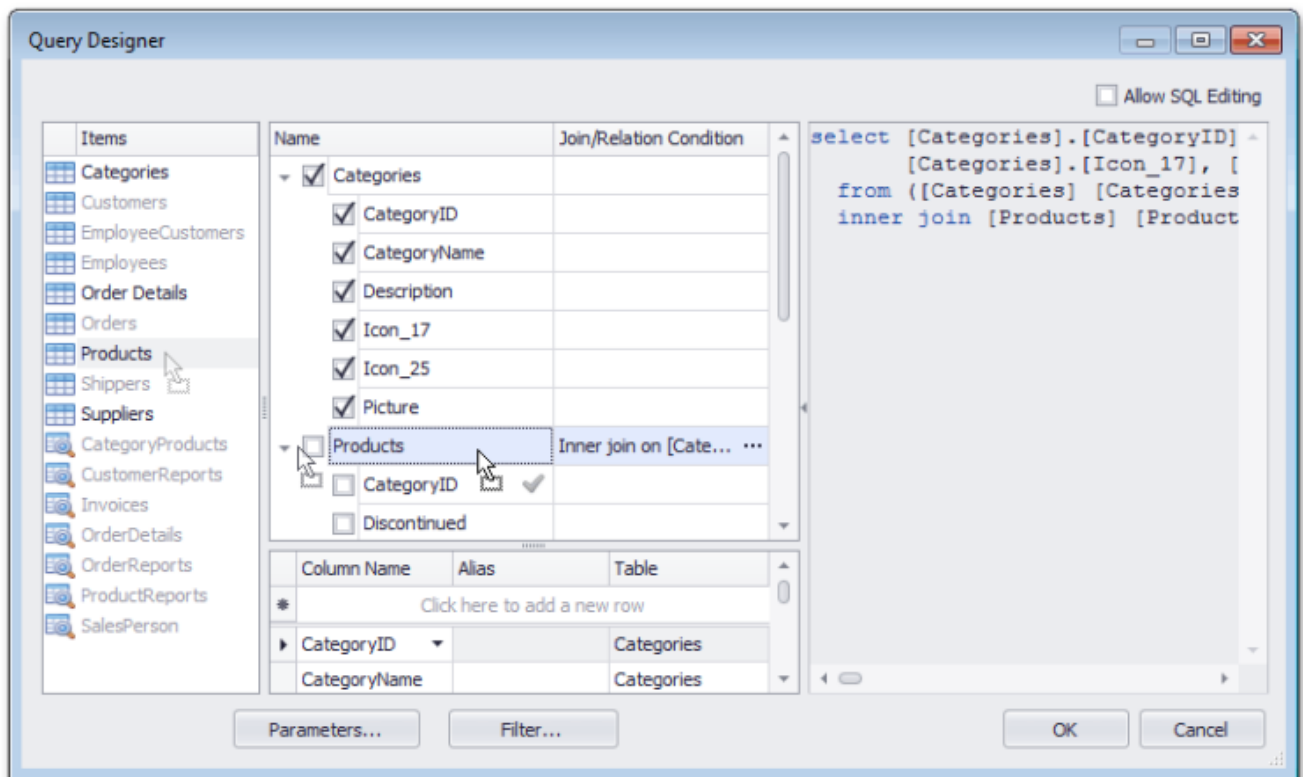 Query Designer
Allow SQL Editing
Items
Categories
Customers
EmployeeCustomers
Employees
Order Details
Orders
Products
Shippers
Suppliers
CategoryProducts
CustomerReports
Invoices
OrderDetails
OrderReports
ProductReports
SalesPerson
Name Join/Relation Condition
Categories
CategoryID
CategoryName
Description
Icon_17
Icon_25
Picture
Products Inner join on [Cate... ...
CategoryID
Discontinued
Column Name Alias Table
Click here to add a new row
CategoryID Categories
CategoryName Categories
select [Categories].[CategoryID]
[Categories].[Icon_17], [
from ([Categories] [Categories
inner join [Products] [Product
Parameters... Filter... OK Cancel